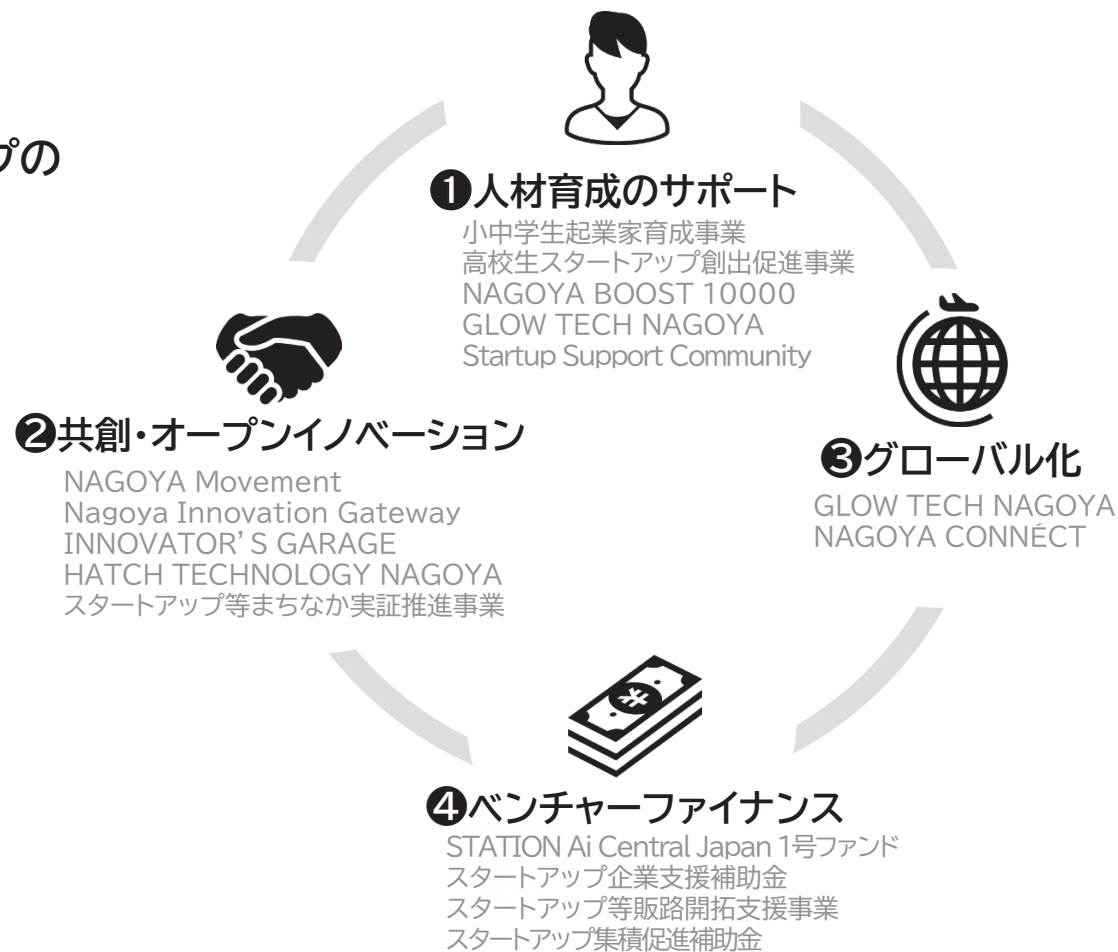 プの
❶人材育成のサポート
小中学生起業家育成事業
高校生スタートアップ創出促進事業
NAGOYA BOOST 10000
GLOW TECH NAGOYA
Startup Support Community
❷共創・オープンイノベーション
NAGOYA Movement
Nagoya Innovation Gateway
INNOVATOR’S GARAGE
HATCH TECHNOLOGY NAGOYA
スタートアップ等まちなか実証推進事業
❸グローバル化
GLOW TECH NAGOYA
NAGOYA CONNÉCT
¥
❹ベンチャーファイナンス
STATION Ai Central Japan 1号ファンド
スタートアップ企業支援補助金
スタートアップ等販路開拓支援事業
スタートアップ集積促進補助金